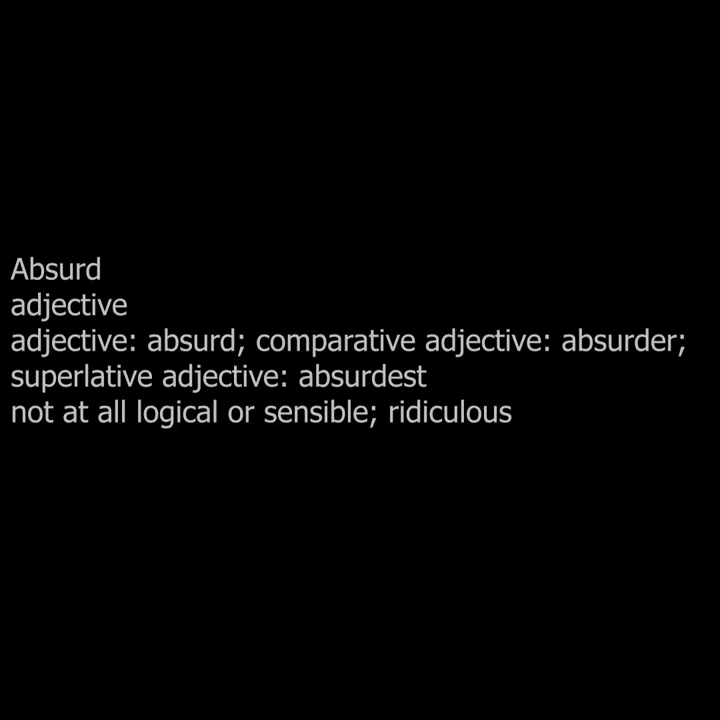 Absurd
adjective
adjective: absurd; comparative adjective: absurder;
superlative adjective: absurdest
not at all logical or sensible; ridiculous